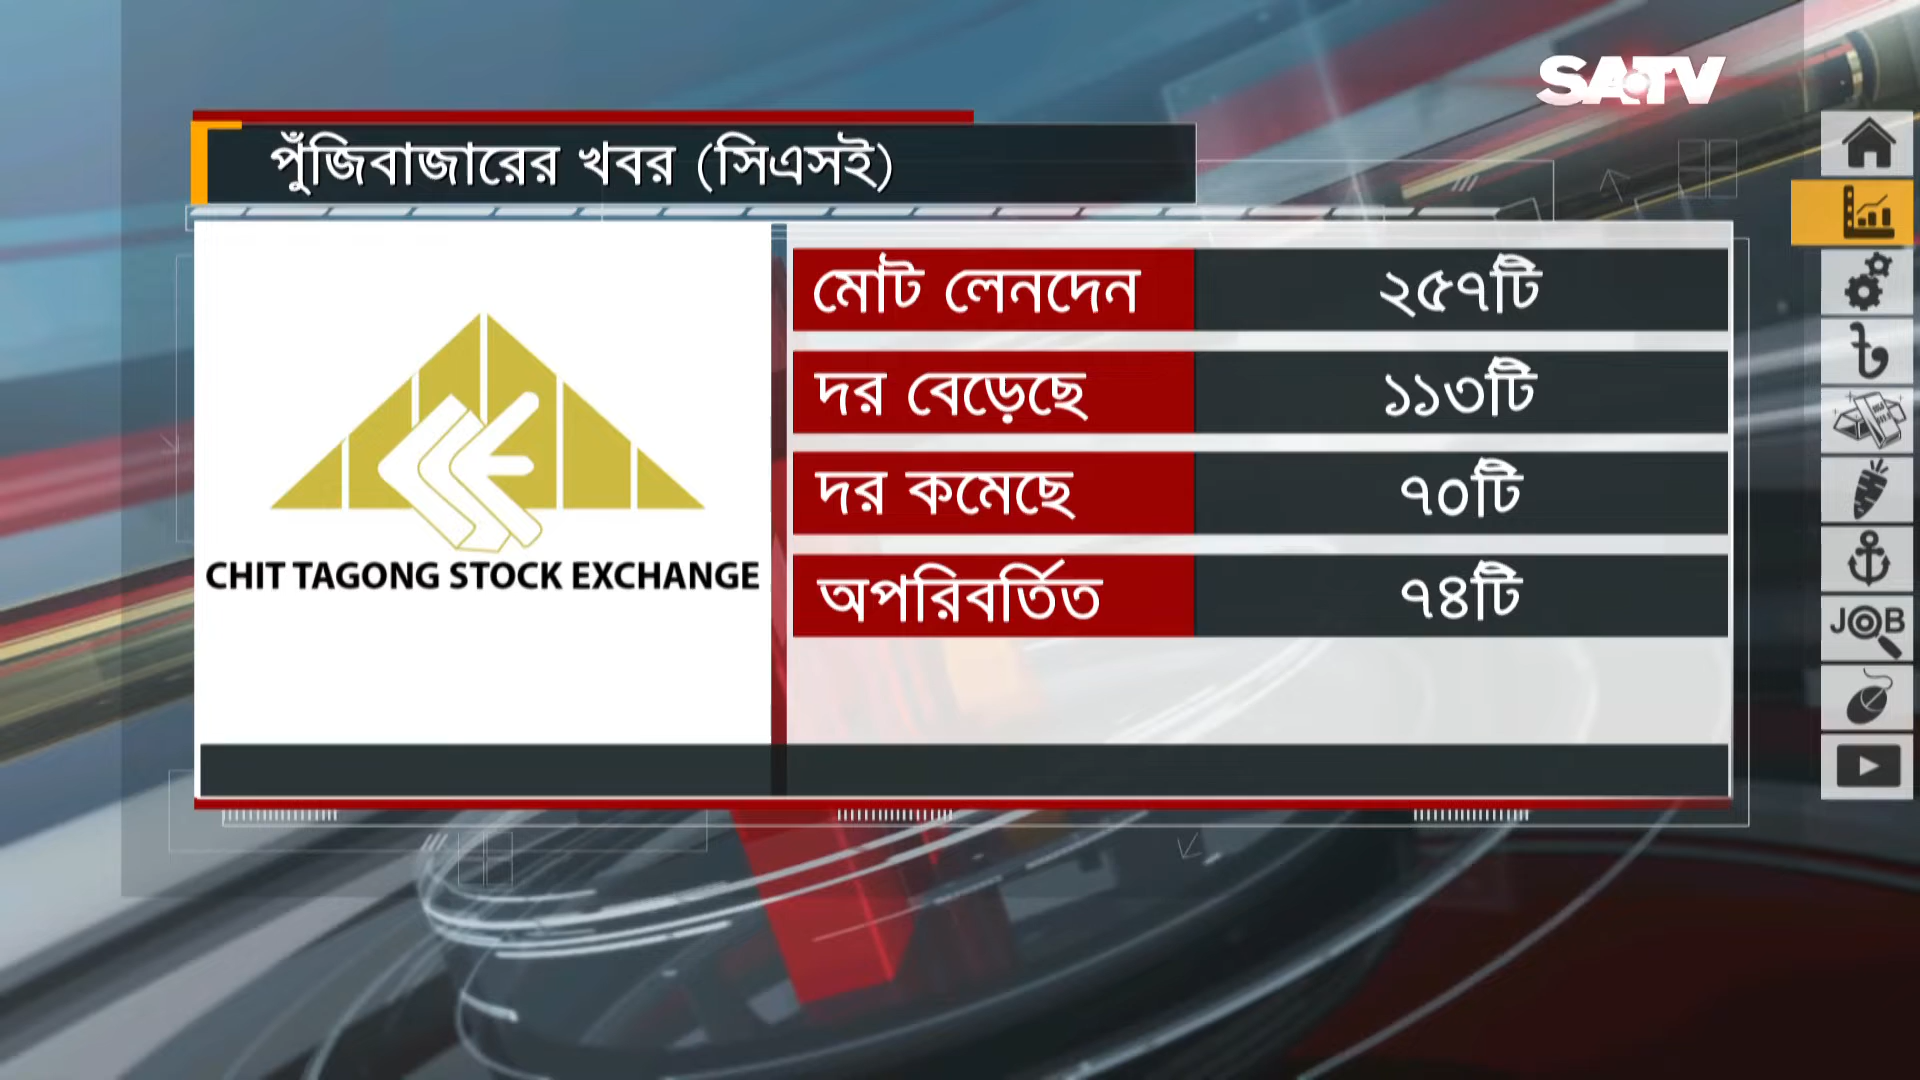 SATV
পুঁজিবাজারের খবর (সিএসই)
CHIT TAGONG STOCK EXCHANGE
মোট লেনদেন ২৫৭টি
দর বেড়েছে ১১৩টি
দর কমেছে ৭০টি
অপরিবর্তিত ৭৪টি
JOB